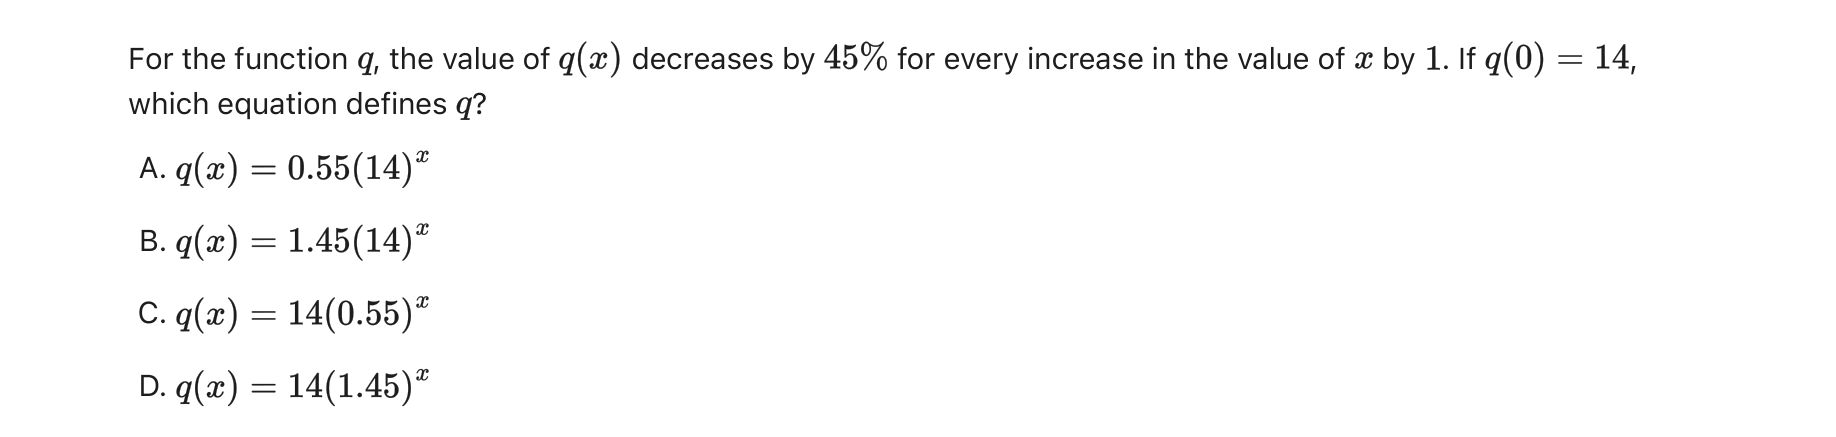 For the function q, the value of q(x) decreases by 45% for every increase in the value of x by 1. If q(0) = 14,
which equation defines q?
A. q(x) = 0.55(14)^x
B. q(x) = 1.45(14)^x
C. q(x) = 14(0.55)^x
D. q(x) = 14(1.45)^x